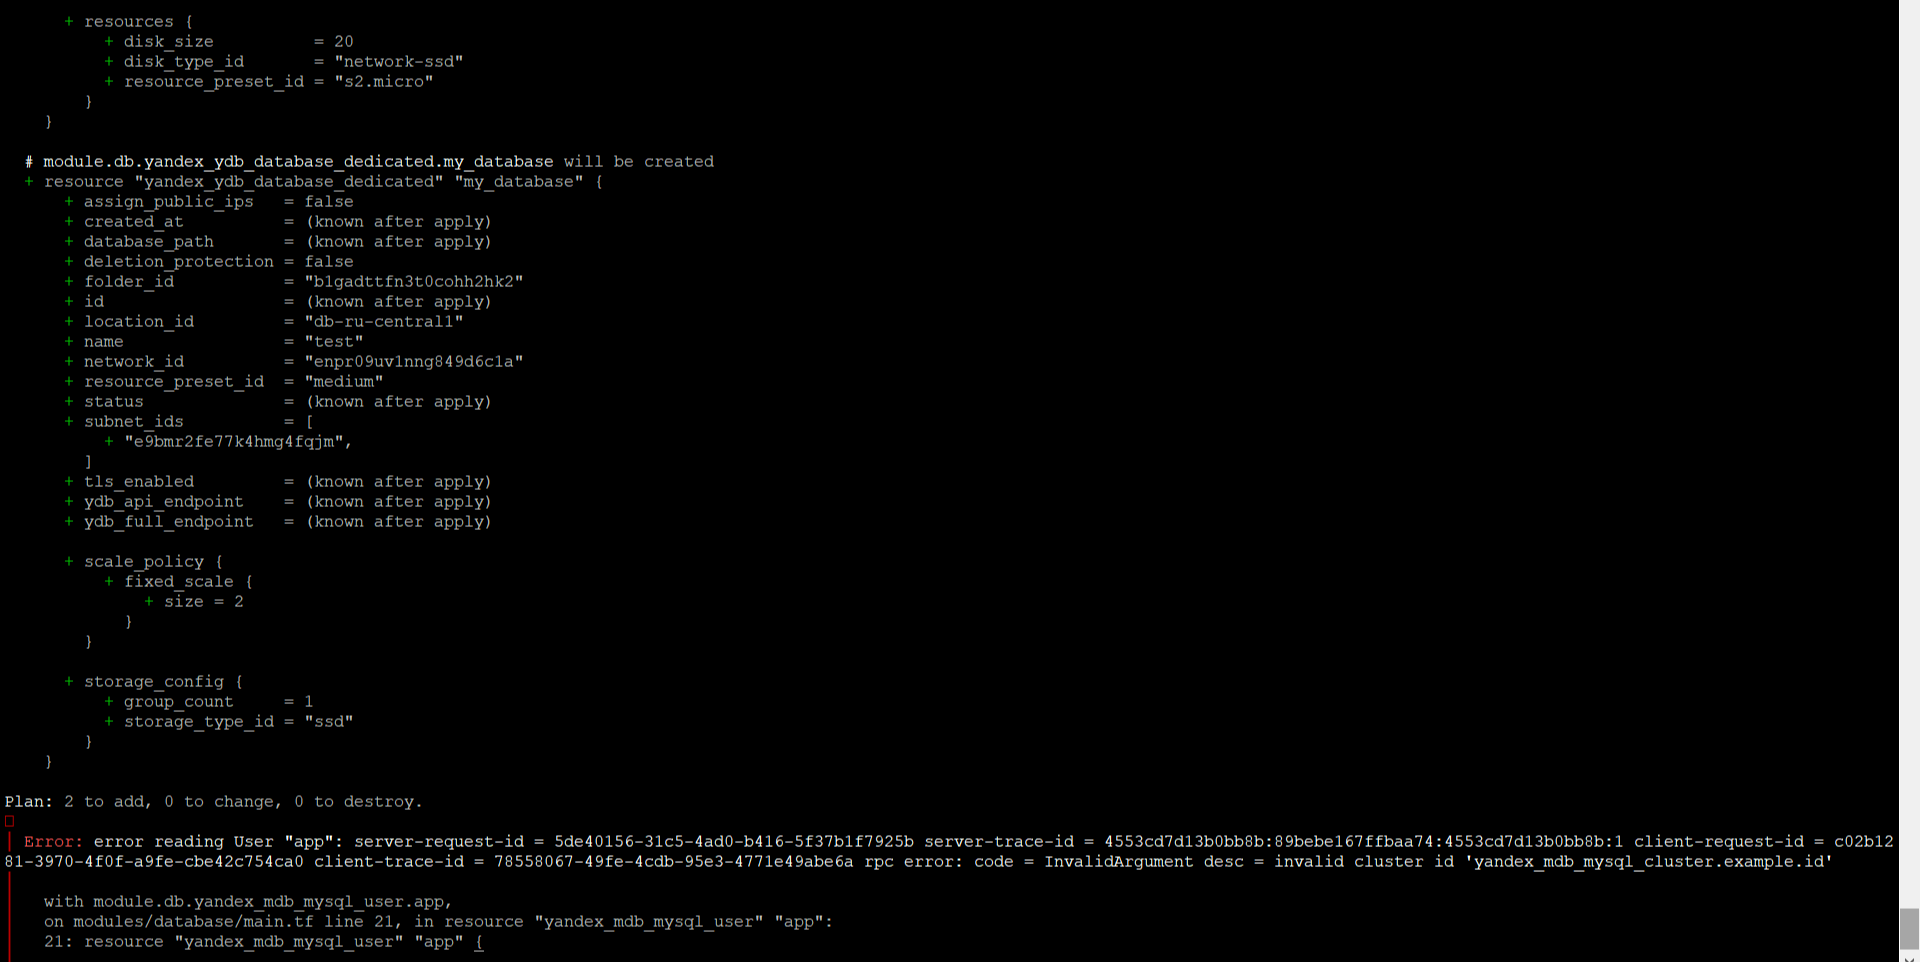 + resources {
+ disk_size = 20
+ disk_type_id = "network-ssd"
+ resource_preset_id = "s2.micro"
}
}
# module.db.yandex_ydb_database_dedicated.my_database will be created
+ resource "yandex_ydb_database_dedicated" "my_database" {
+ assign_public_ips = false
+ created_at = (known after apply)
+ database_path = (known after apply)
+ deletion_protection = false
+ folder_id = "b1gadttfn3t0cohh2hk2"
+ id = (known after apply)
+ location_id = "db-ru-central1"
+ name = "test"
+ network_id = "enpr09uv1nng849d6c1a"
+ resource_preset_id = "medium"
+ status = (known after apply)
+ subnet_ids = [
+ "e9bmr2fe77k4hmg4fqjm",
]
+ tls_enabled = (known after apply)
+ ydb_api_endpoint = (known after apply)
+ ydb_full_endpoint = (known after apply)
+ scale_policy {
+ fixed_scale {
+ size = 2
}
}
+ storage_config {
+ group_count = 1
+ storage_type_id = "ssd"
}
}
Plan: 2 to add, 0 to change, 0 to destroy.
Error: error reading User "app": server-request-id = 5de40156-31c5-4ad0-b416-5f37b1f7925b server-trace-id = 4553cd7d13b0bb8b:89bebe167ffbaa74:4553cd7d13b0bb8b:1 client-request-id = c02b12
81-3970-4f0f-a9fe-cbe42c754ca0 client-trace-id = 78558067-49fe-4cdb-95e3-4771e49abe6a rpc error: code = InvalidArgument desc = invalid cluster id 'yandex_mdb_mysql_cluster.example.id'
with module.db.yandex_mdb_mysql_user.app,
on modules/database/main.tf line 21, in resource "yandex_mdb_mysql_user" "app":
21: resource "yandex_mdb_mysql_user" "app" {